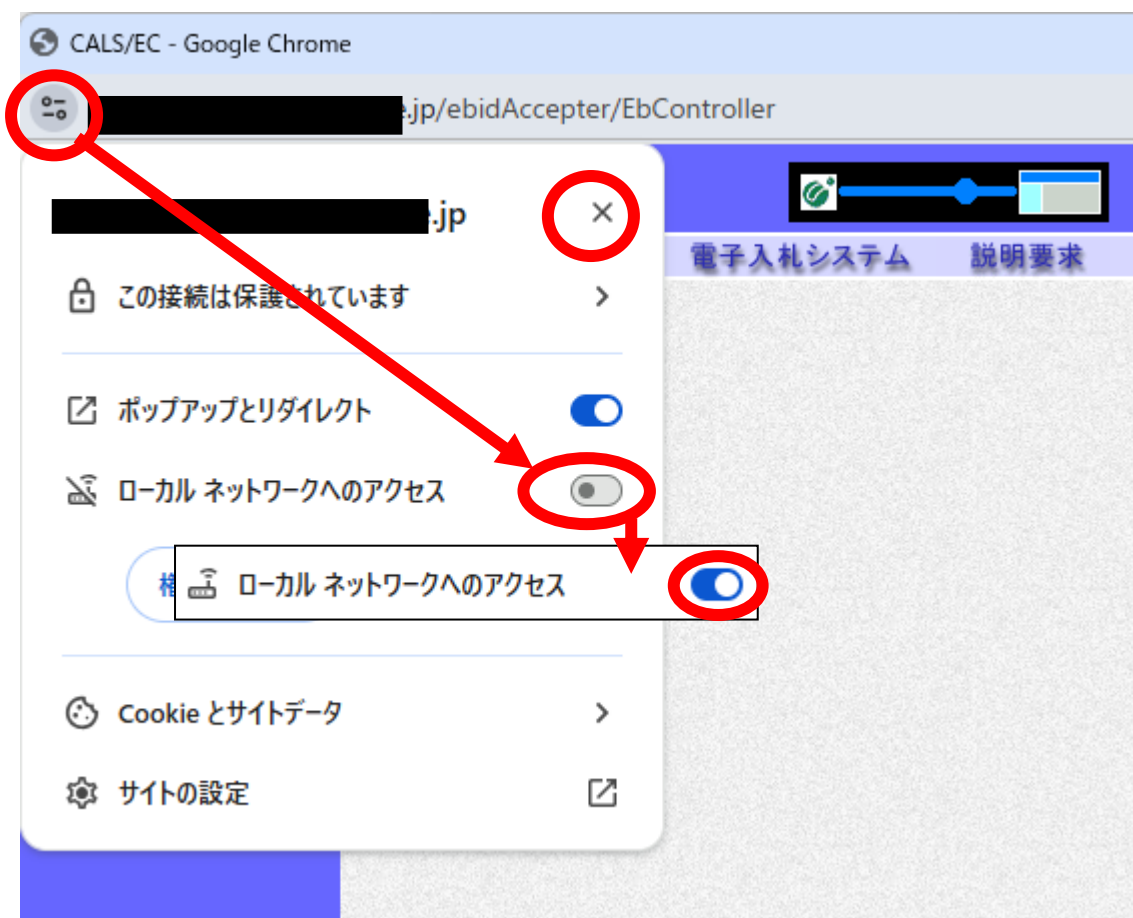 CALS/EC - Google Chrome
.jp/ebidAccepter/EbController
.jp
電子入札システム 説明要求
この接続は保護されています
ポップアップとリダイレクト
ローカル ネットワークへのアクセス
ローカル ネットワークへのアクセス
Cookie とサイトデータ
サイトの設定